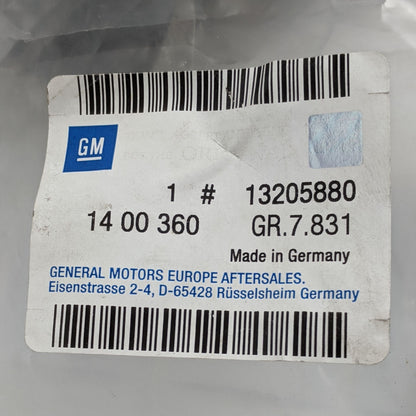 GM
1 # 13205880
14 00 360 GR.7.831
Made in Germany
GENERAL MOTORS EUROPE AFTERSALES.
Eisenstrasse 2-4, D-65428 Rüsselsheim Germany